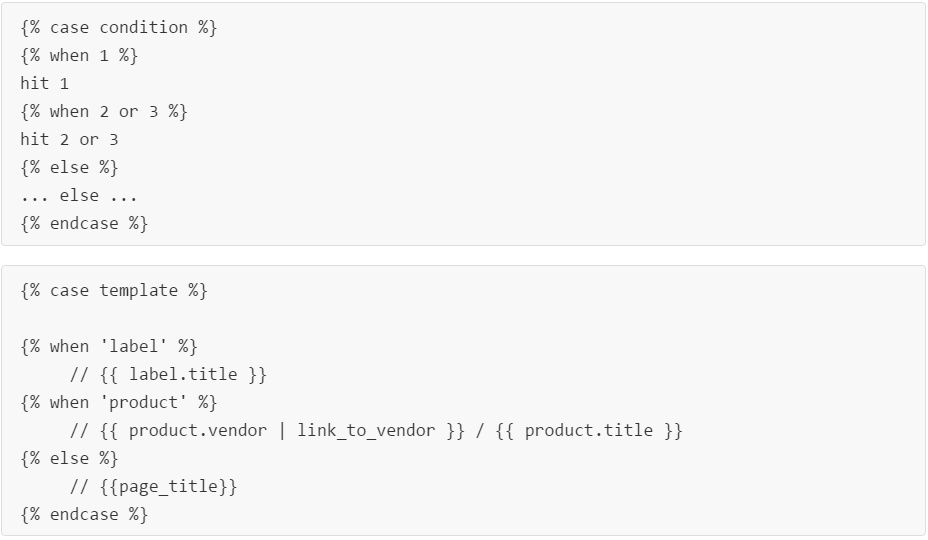 {% case condition %}
{% when 1 %}
hit 1
{% when 2 or 3 %}
hit 2 or 3
{% else %}
... else ...
{% endcase %}
{% case template %}
{% when 'label' %}
// {{ label.title }}
{% when 'product' %}
// {{ product.vendor | link_to_vendor }} / {{ product.title }}
{% else %}
// {{page_title}}
{% endcase %}